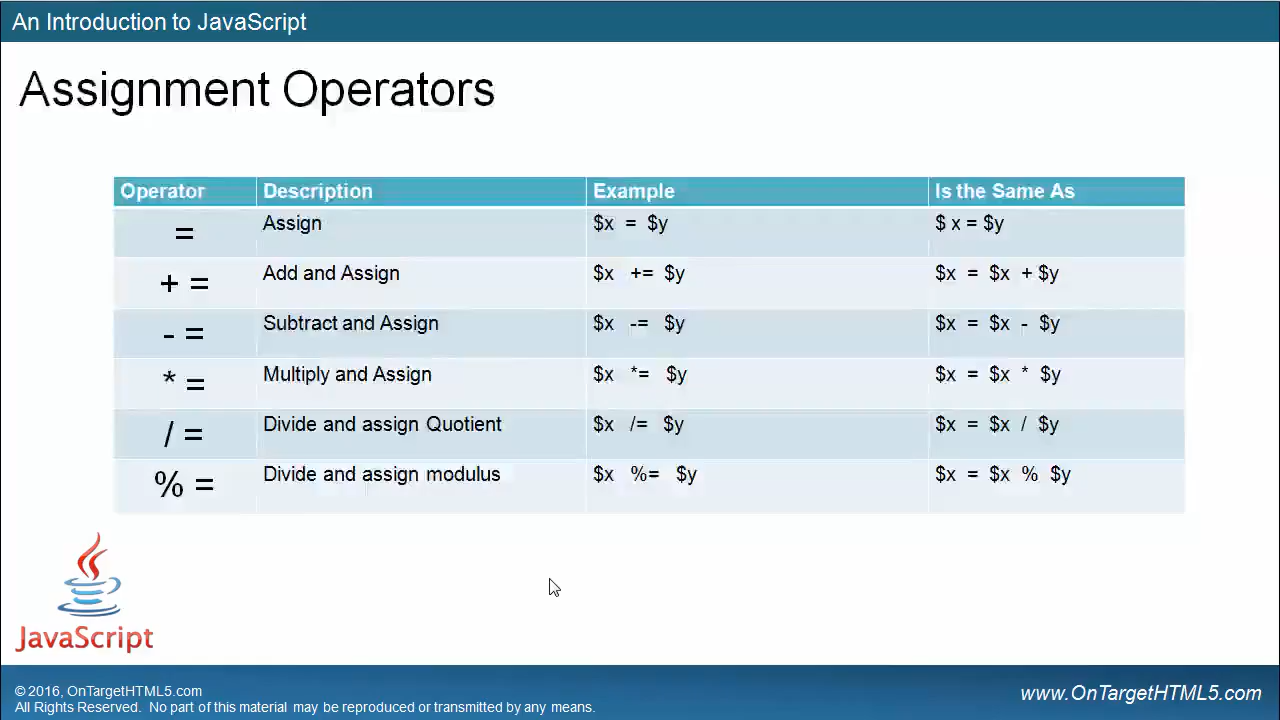 An Introduction to JavaScript
Assignment Operators
Operator Description Example Is the Same As
= Assign $x = $y $ x = $y
+ = Add and Assign $x += $y $x = $x + $y
- = Subtract and Assign $x -= $y $x = $x - $y
* = Multiply and Assign $x *= $y $x = $x * $y
/ = Divide and assign Quotient $x /= $y $x = $x / $y
% = Divide and assign modulus $x %= $y $x = $x % $y
JavaScript
© 2016, OnTargetHTML5.com
All Rights Reserved. No part of this material may be reproduced or transmitted by any means.
www.OnTargetHTML5.com